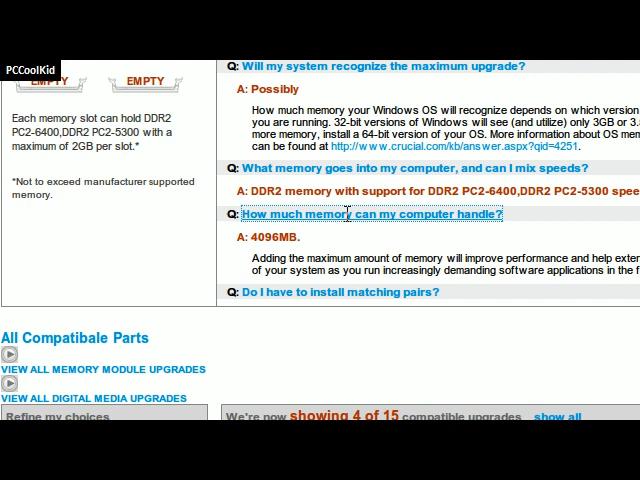 PCCoolKid
EMPTY EMPTY
Each memory slot can hold DDR2
PC2-6400,DDR2 PC2-5300 with a
maximum of 2GB per slot.*
*Not to exceed manufacturer supported
memory.
Q: Will my system recognize the maximum upgrade?
A: Possibly
How much memory your Windows OS will recognize depends on which version
you are running. 32-bit versions of Windows will see (and utilize) only 3GB or 3.
more memory, install a 64-bit version of your OS. More information about OS mem
can be found at http://www.crucial.com/kb/answer.aspx?qid=4251.
Q: What memory goes into my computer, and can I mix speeds?
A: DDR2 memory with support for DDR2 PC2-6400,DDR2 PC2-5300 spee
Q: How much memory can my computer handle?
A: 4096MB.
Adding the maximum amount of memory will improve performance and help exten
of your system as you run increasingly demanding software applications in the f
Q: Do I have to install matching pairs?
All Compatibale Parts
VIEW ALL MEMORY MODULE UPGRADES
VIEW ALL DIGITAL MEDIA UPGRADES
Refine my choices
We're now showing 4 of 15 compatible upgrades show all